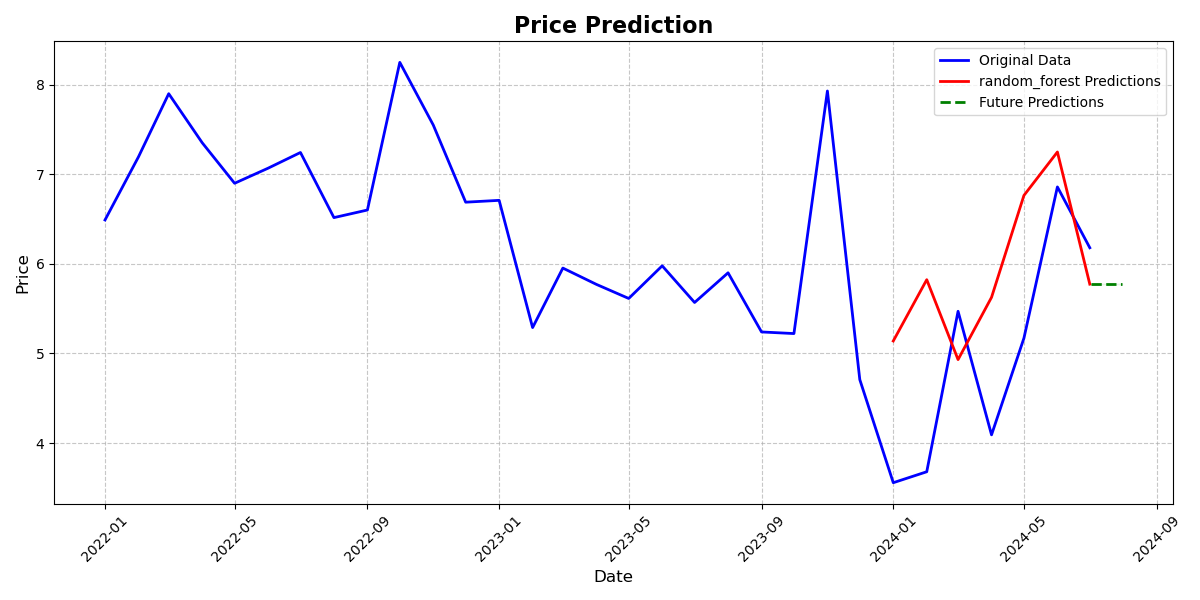 Price Prediction
Original Data
random_forest Predictions
Future Predictions
8
7
6
5
4
Price
2022-01
2022-05
2022-09
2023-01
2023-05
2023-09
2024-01
2024-05
2024-09
Date